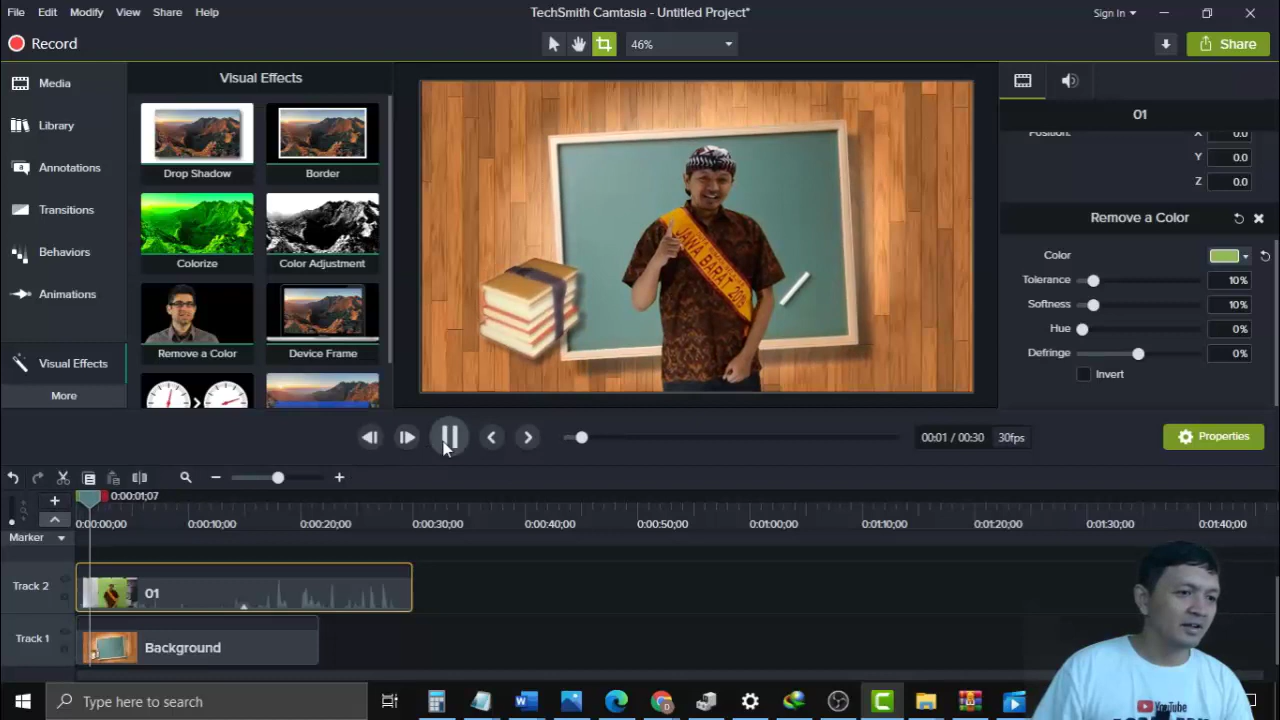 File Edit Modify View Share Help
TechSmith Camtasia - Untitled Project*
Sign In
Record
46%
Share
Media
Library
Annotations
Transitions
Behaviors
Animations
Visual Effects
More
Visual Effects
Drop Shadow
Border
Colorize
Color Adjustment
Remove a Color
Device Frame
JAWA BARAT
01
Position:
X 0.0
Y 0.0
Z 0.0
Remove a Color
Color
Tolerance 10%
Softness 10%
Hue 0%
Defringe 0%
Invert
00:01 / 00:30 30fps
Properties
0:00:01;07
0:00:00;00 0:00:10;00 0:00:20;00 0:00:30;00 0:00:40;00 0:00:50;00 0:01:00;00 0:01:10;00 0:01:20;00 0:01:30;00 0:01:40;00
Marker
Track 2
01
Track 1
Background
Type here to search
YouTube